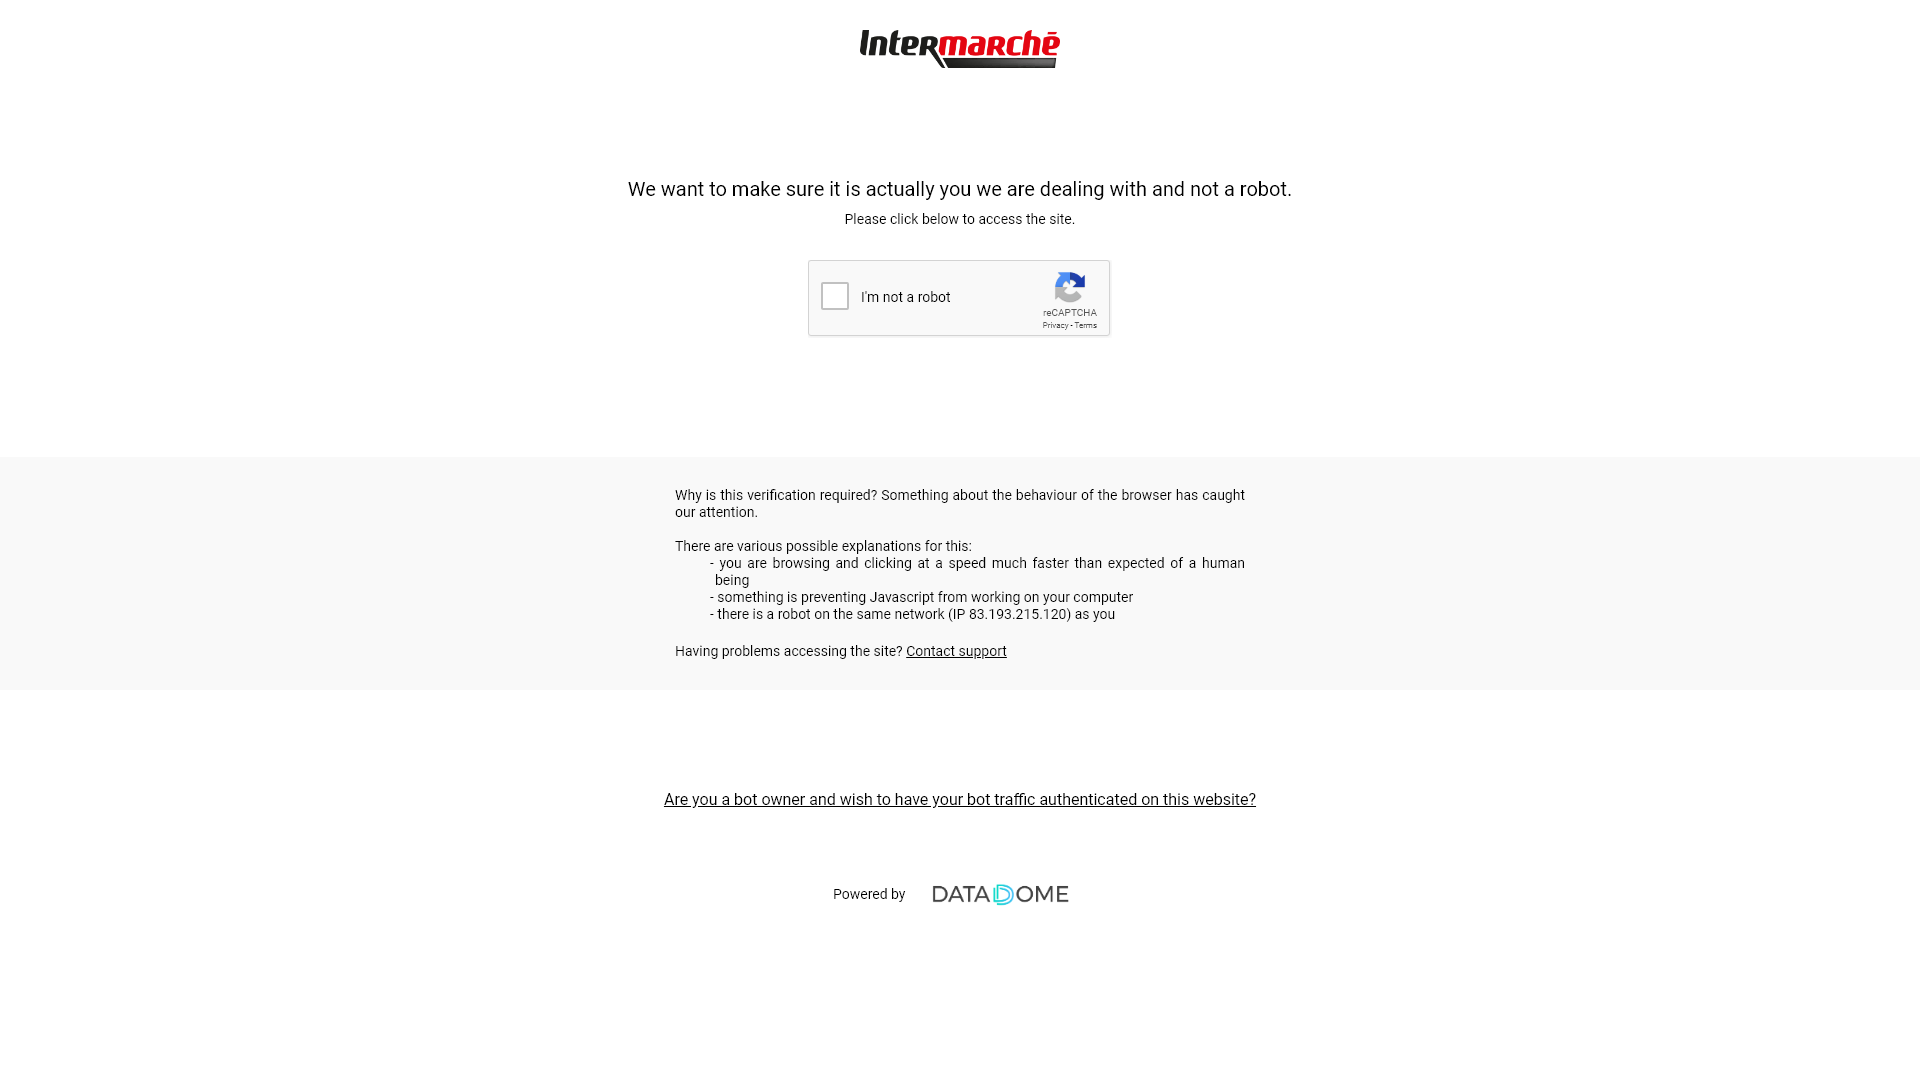 Intermarchē
We want to make sure it is actually you we are dealing with and not a robot.
Please click below to access the site.
I'm not a robot
reCAPTCHA
Privacy - Terms
Why is this verification required? Something about the behaviour of the browser has caught
our attention.
There are various possible explanations for this:
- you are browsing and clicking at a speed much faster than expected of a human
being
- something is preventing Javascript from working on your computer
- there is a robot on the same network (IP 83.193.215.120) as you
Having problems accessing the site? Contact support
Are you a bot owner and wish to have your bot traffic authenticated on this website?
Powered by DATADOME